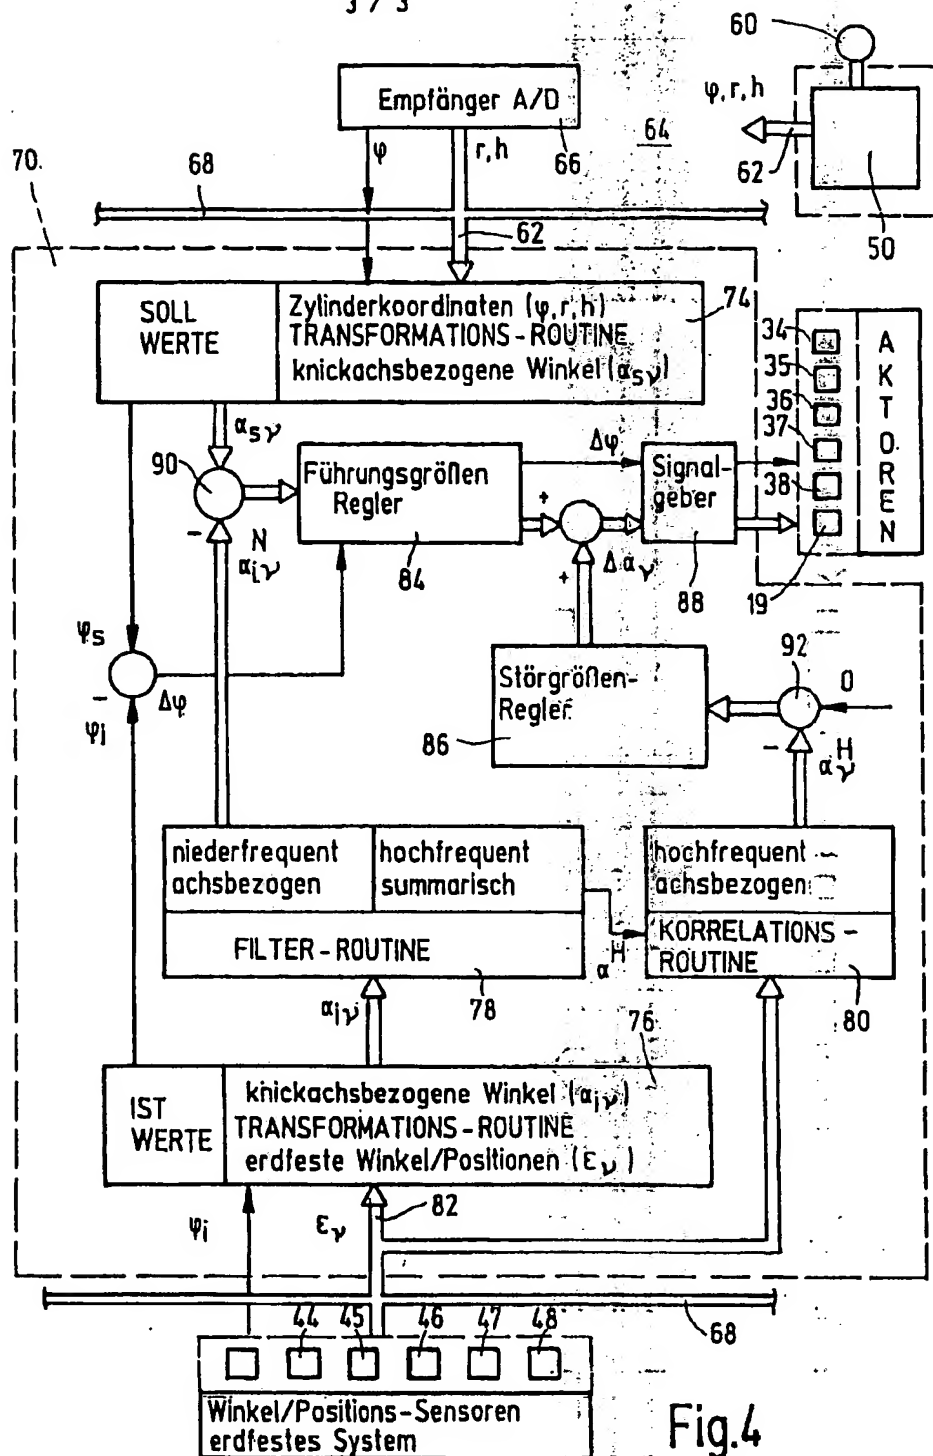 3 / 3
60
Empfänger A/D
φ, r, h
64
66
φ
r, h
62
50
70
68
62
SOLL
WERTE
Zylinderkoordinaten (φ, r, h)
TRANSFORMATIONS-ROUTINE
knickachsbezogene Winkel (αsν)
74
34
35
36
37
38
19
AKTOREN
αsν
90
Führungsgrößen
Regler
84
Δφ
Signal-
geber
88
+
+
Δαν
-
N
αiν
φs
-
φi
Δφ
Störgrößen-
Regler
86
92
0
-
H
αν
niederfrequent
achsbezogen
hochfrequent
summarisch
FILTER-ROUTINE
78
αH
hochfrequent
achsbezogen
KORRELATIONS-
ROUTINE
80
αiν
76
IST
WERTE
knickachsbezogene Winkel (αiν)
TRANSFORMATIONS-ROUTINE
erdfeste Winkel/Positionen (εν)
φi
εν
82
68
44
45
46
47
48
Winkel/Positions-Sensoren
erdfestes System
Fig.4